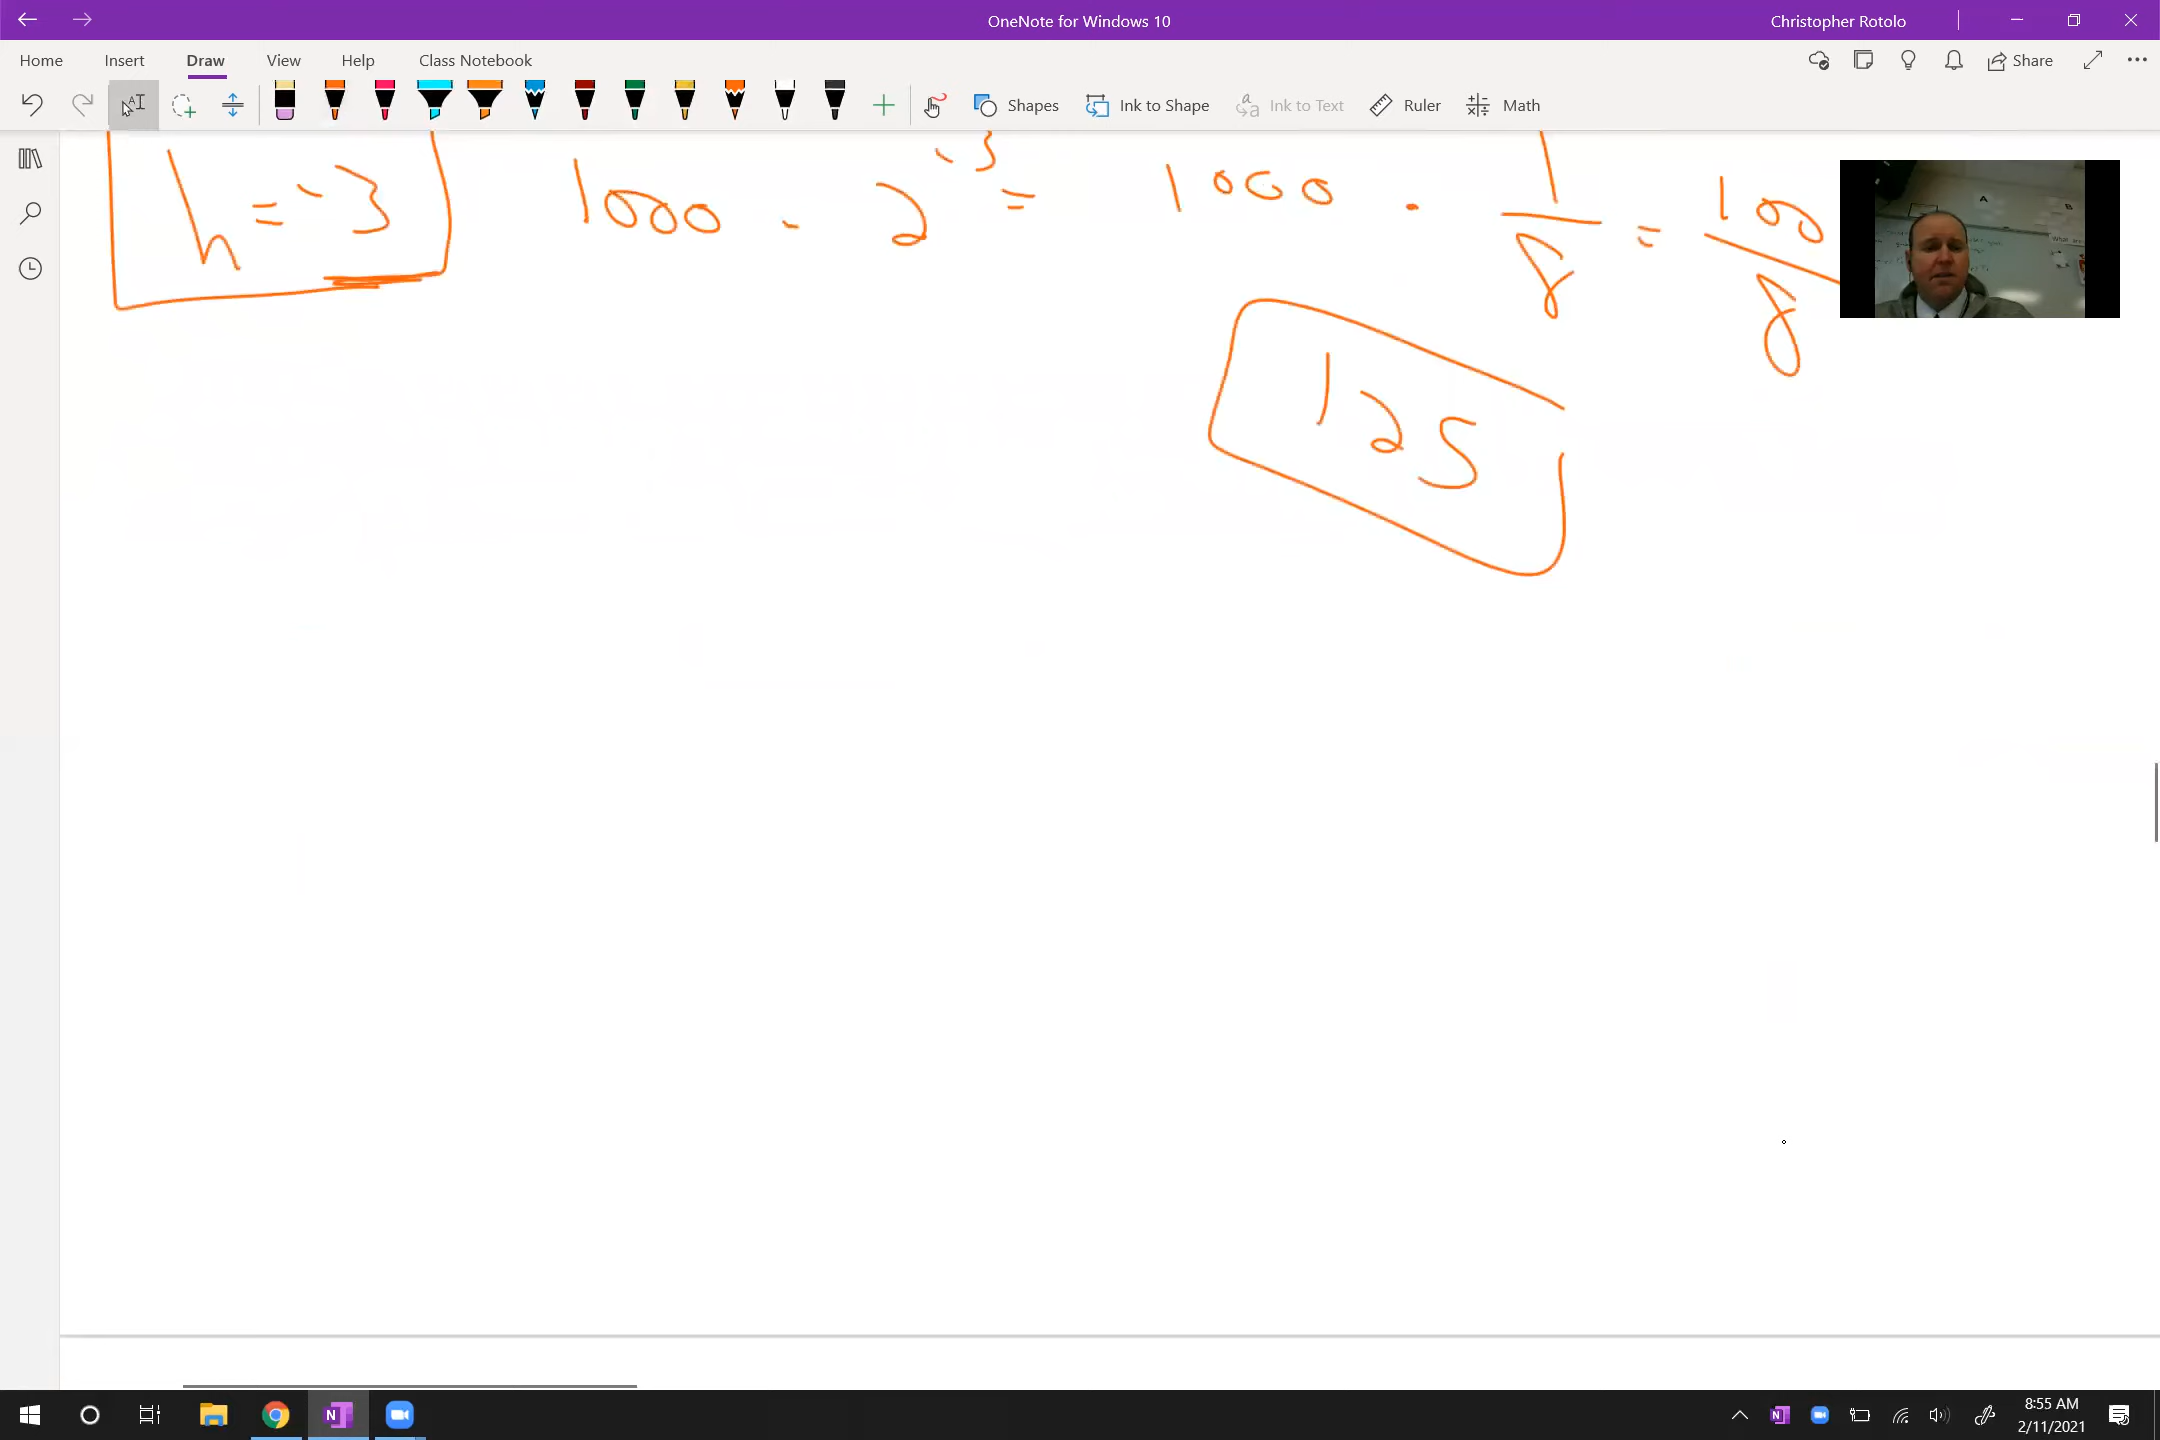 OneNote for Windows 10
Christopher Rotolo
Home Insert Draw View Help Class Notebook
Share
Shapes Ink to Shape Ink to Text Ruler Math
h = -3 1000 · 2^-3 = 1000 · 1/8 = 100/8
125
8:55 AM
2/11/2021